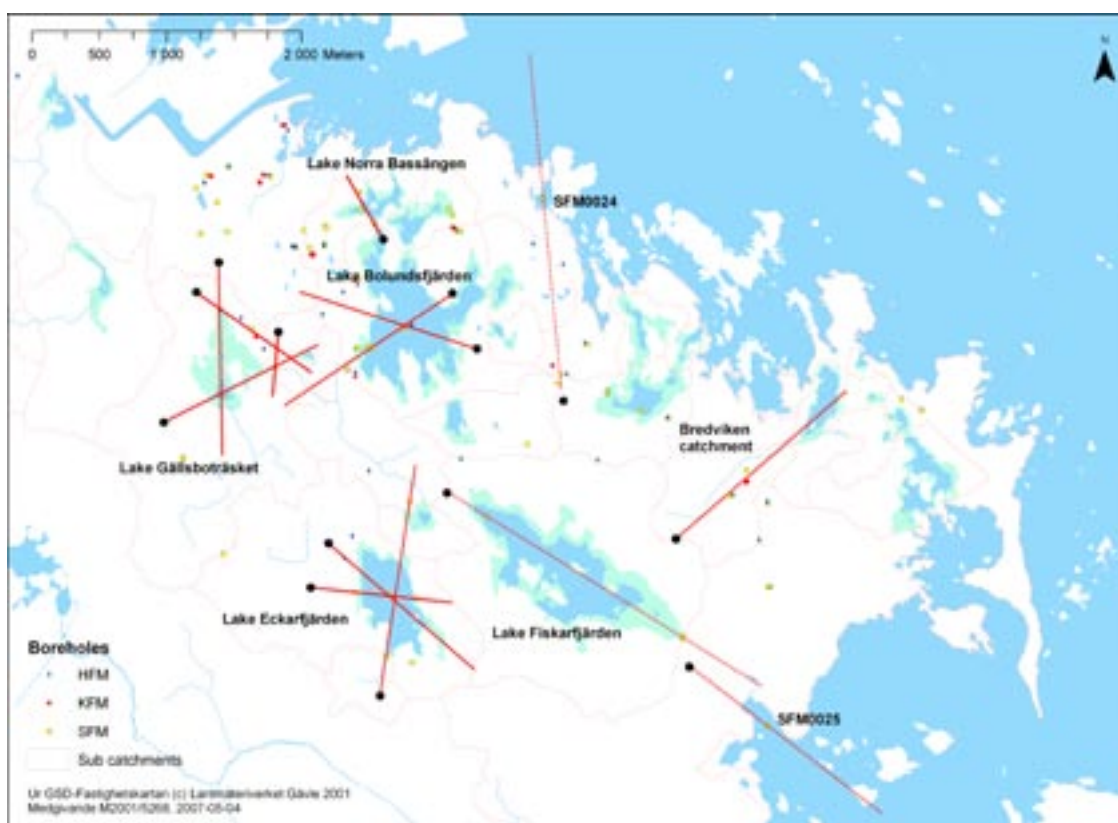 0 500 1 000 2 000 Meters
N
Lake Norra Bassängen
SFM0024
Lake Bolundsfjärden
Bredviken
catchment
Lake Gällsboträsket
Lake Eckarfjärden
Lake Fiskarfjärden
SFM0025
Boreholes
HFM
KFM
SFM
Sub catchments
Ur GSD-Fastighetskartan (c) Lantmäteriverket Gävle 2001
Medgivande M2001/5268, 2007-05-04